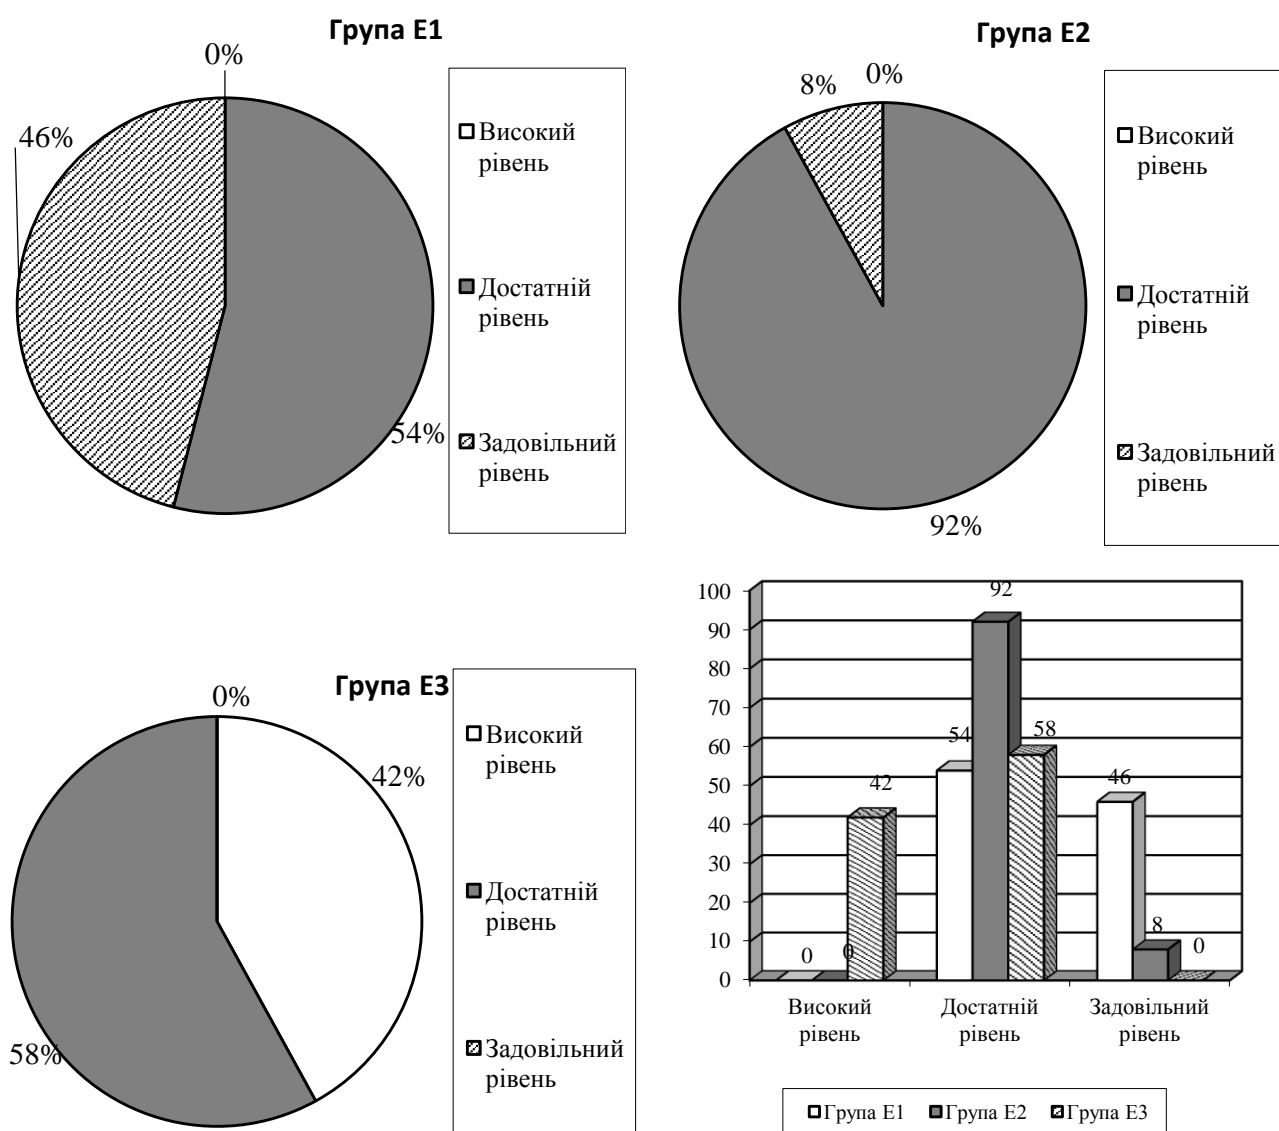 Група Е1
0%
46%
54%
Високий
рівень
Достатній
рівень
Задовільний
рівень
Група Е2
8%
0%
92%
Високий
рівень
Достатній
рівень
Задовільний
рівень
Група Е3
0%
42%
58%
Високий
рівень
Достатній
рівень
Задовільний
рівень
100
90
80
70
60
50
40
30
20
10
0
0
0
42
54
92
58
46
8
0
Високий
рівень
Достатній
рівень
Задовільний
рівень
Група Е1 Група Е2 Група Е3